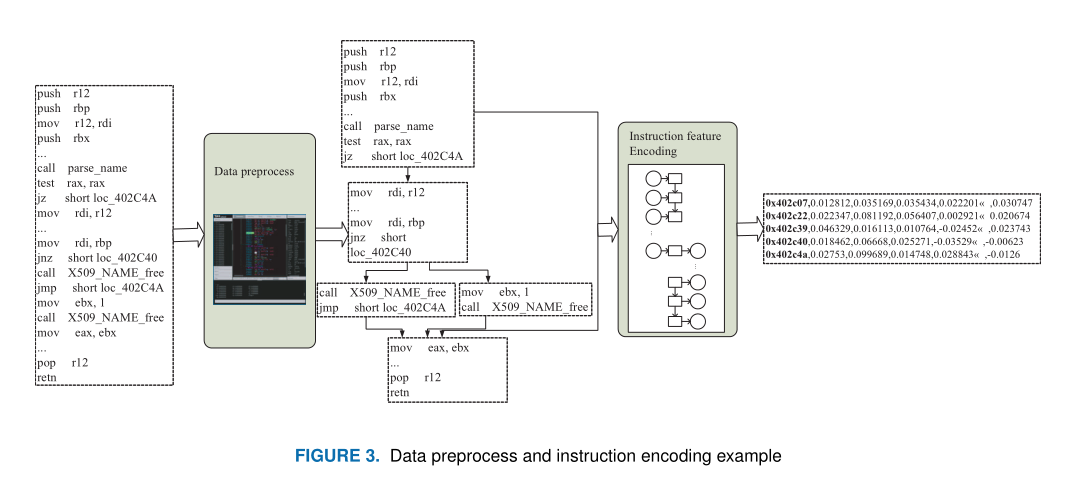 push r12
push rbp
mov r12, rdi
push rbx
...
call parse_name
test rax, rax
jz short loc_402C4A
mov rdi, r12
...
mov rdi, rbp
jnz short loc_402C40
call X509_NAME_free
jmp short loc_402C4A
mov ebx, 1
call X509_NAME_free
mov eax, ebx
...
pop r12
retn
Data preprocess
push r12
push rbp
mov r12, rdi
push rbx
...
call parse_name
test rax, rax
jz short loc_402C4A
mov rdi, r12
...
mov rdi, rbp
jnz short
loc_402C40
call X509_NAME_free
jmp short loc_402C4A
mov ebx, 1
call X509_NAME_free
mov eax, ebx
...
pop r12
retn
Instruction feature
Encoding
...
...
0x402c07,0.012812,0.035169,0.035434,0.022201« ,0.030747
0x402c22,0.022347,0.081192,0.056407,0.002921« 0.020674
0x402c39,0.046329,0.016113,0.010764,-0.02452« ,0.023743
0x402c40,0.018462,0.06668,0.025271,-0.03529« ,-0.00623
0x402c4a,0.02753,0.099689,0.014748,0.028843« ,-0.0126
FIGURE 3. Data preprocess and instruction encoding example